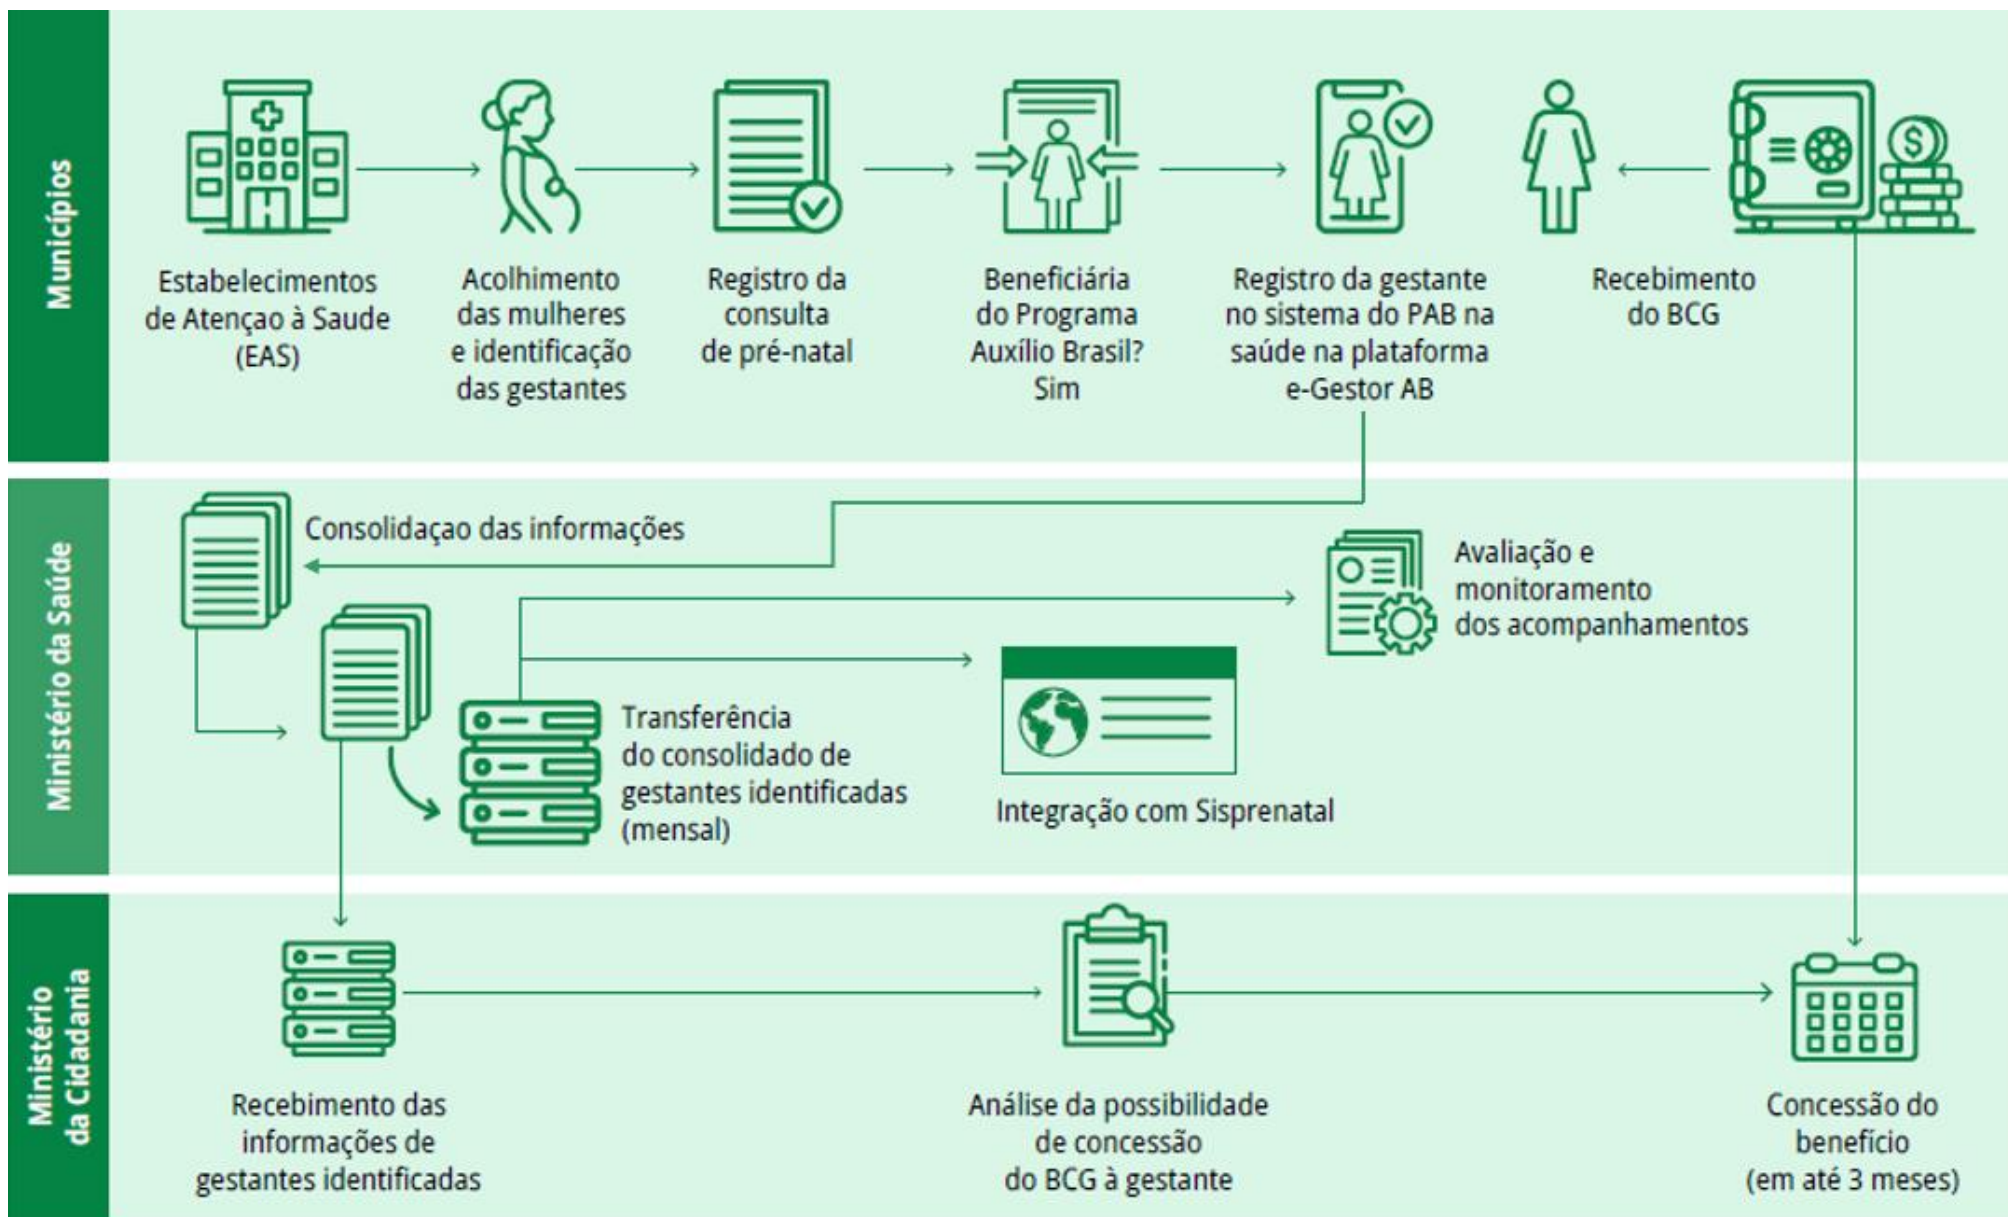 Municípios
Estabelecimentos
de Atençao à Saude
(EAS)
Acolhimento
das mulheres
e identificação
das gestantes
Registro da
consulta
de pré-natal
Beneficiária
do Programa
Auxílio Brasil?
Sim
Registro da gestante
no sistema do PAB na
saúde na plataforma
e-Gestor AB
Recebimento
do BCG
$
Ministério da Saúde
Consolidaçao das informações
Avaliação e
monitoramento
dos acompanhamentos
Transferência
do consolidado de
gestantes identificadas
(mensal)
Integração com Sisprenatal
Ministério
da Cidadania
Recebimento das
informações de
gestantes identificadas
Análise da possibilidade
de concessão
do BCG à gestante
Concessão do
benefício
(em até 3 meses)